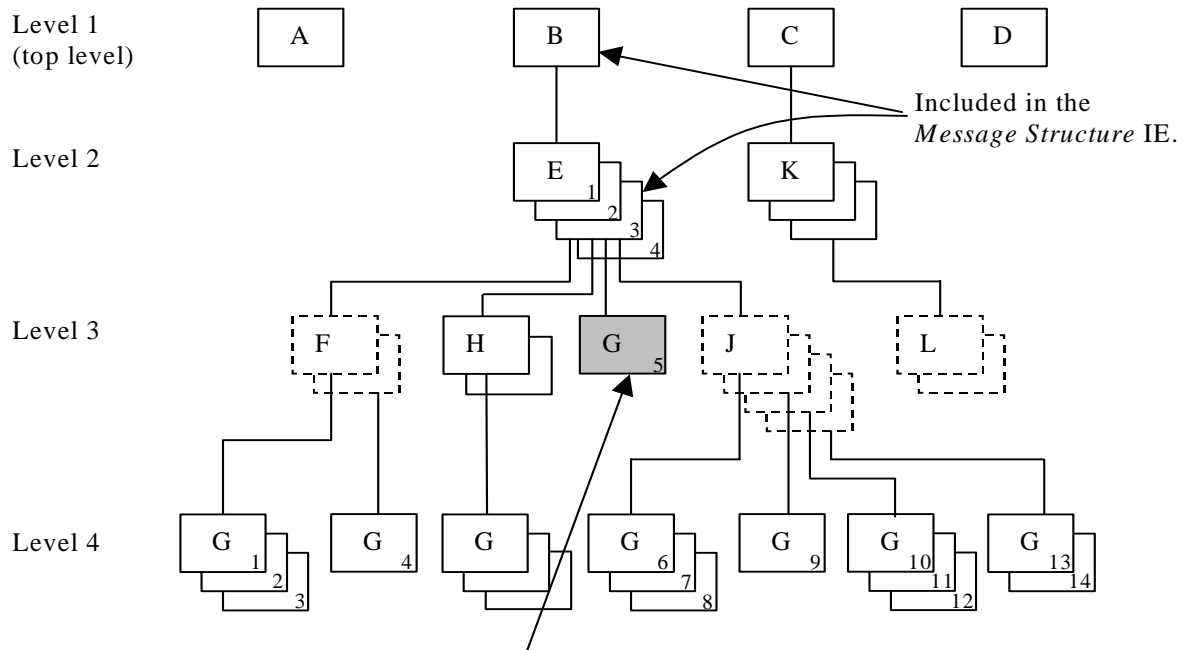 Level 1
(top level)
A
B
C
D
Included in the
Message Structure IE.
Level 2
E
1
2
3
4
K
Level 3
F
H
G
5
J
L
Level 4
G
1
2
3
G
4
G
G
6
7
8
G
9
G
10
11
12
G
13
14